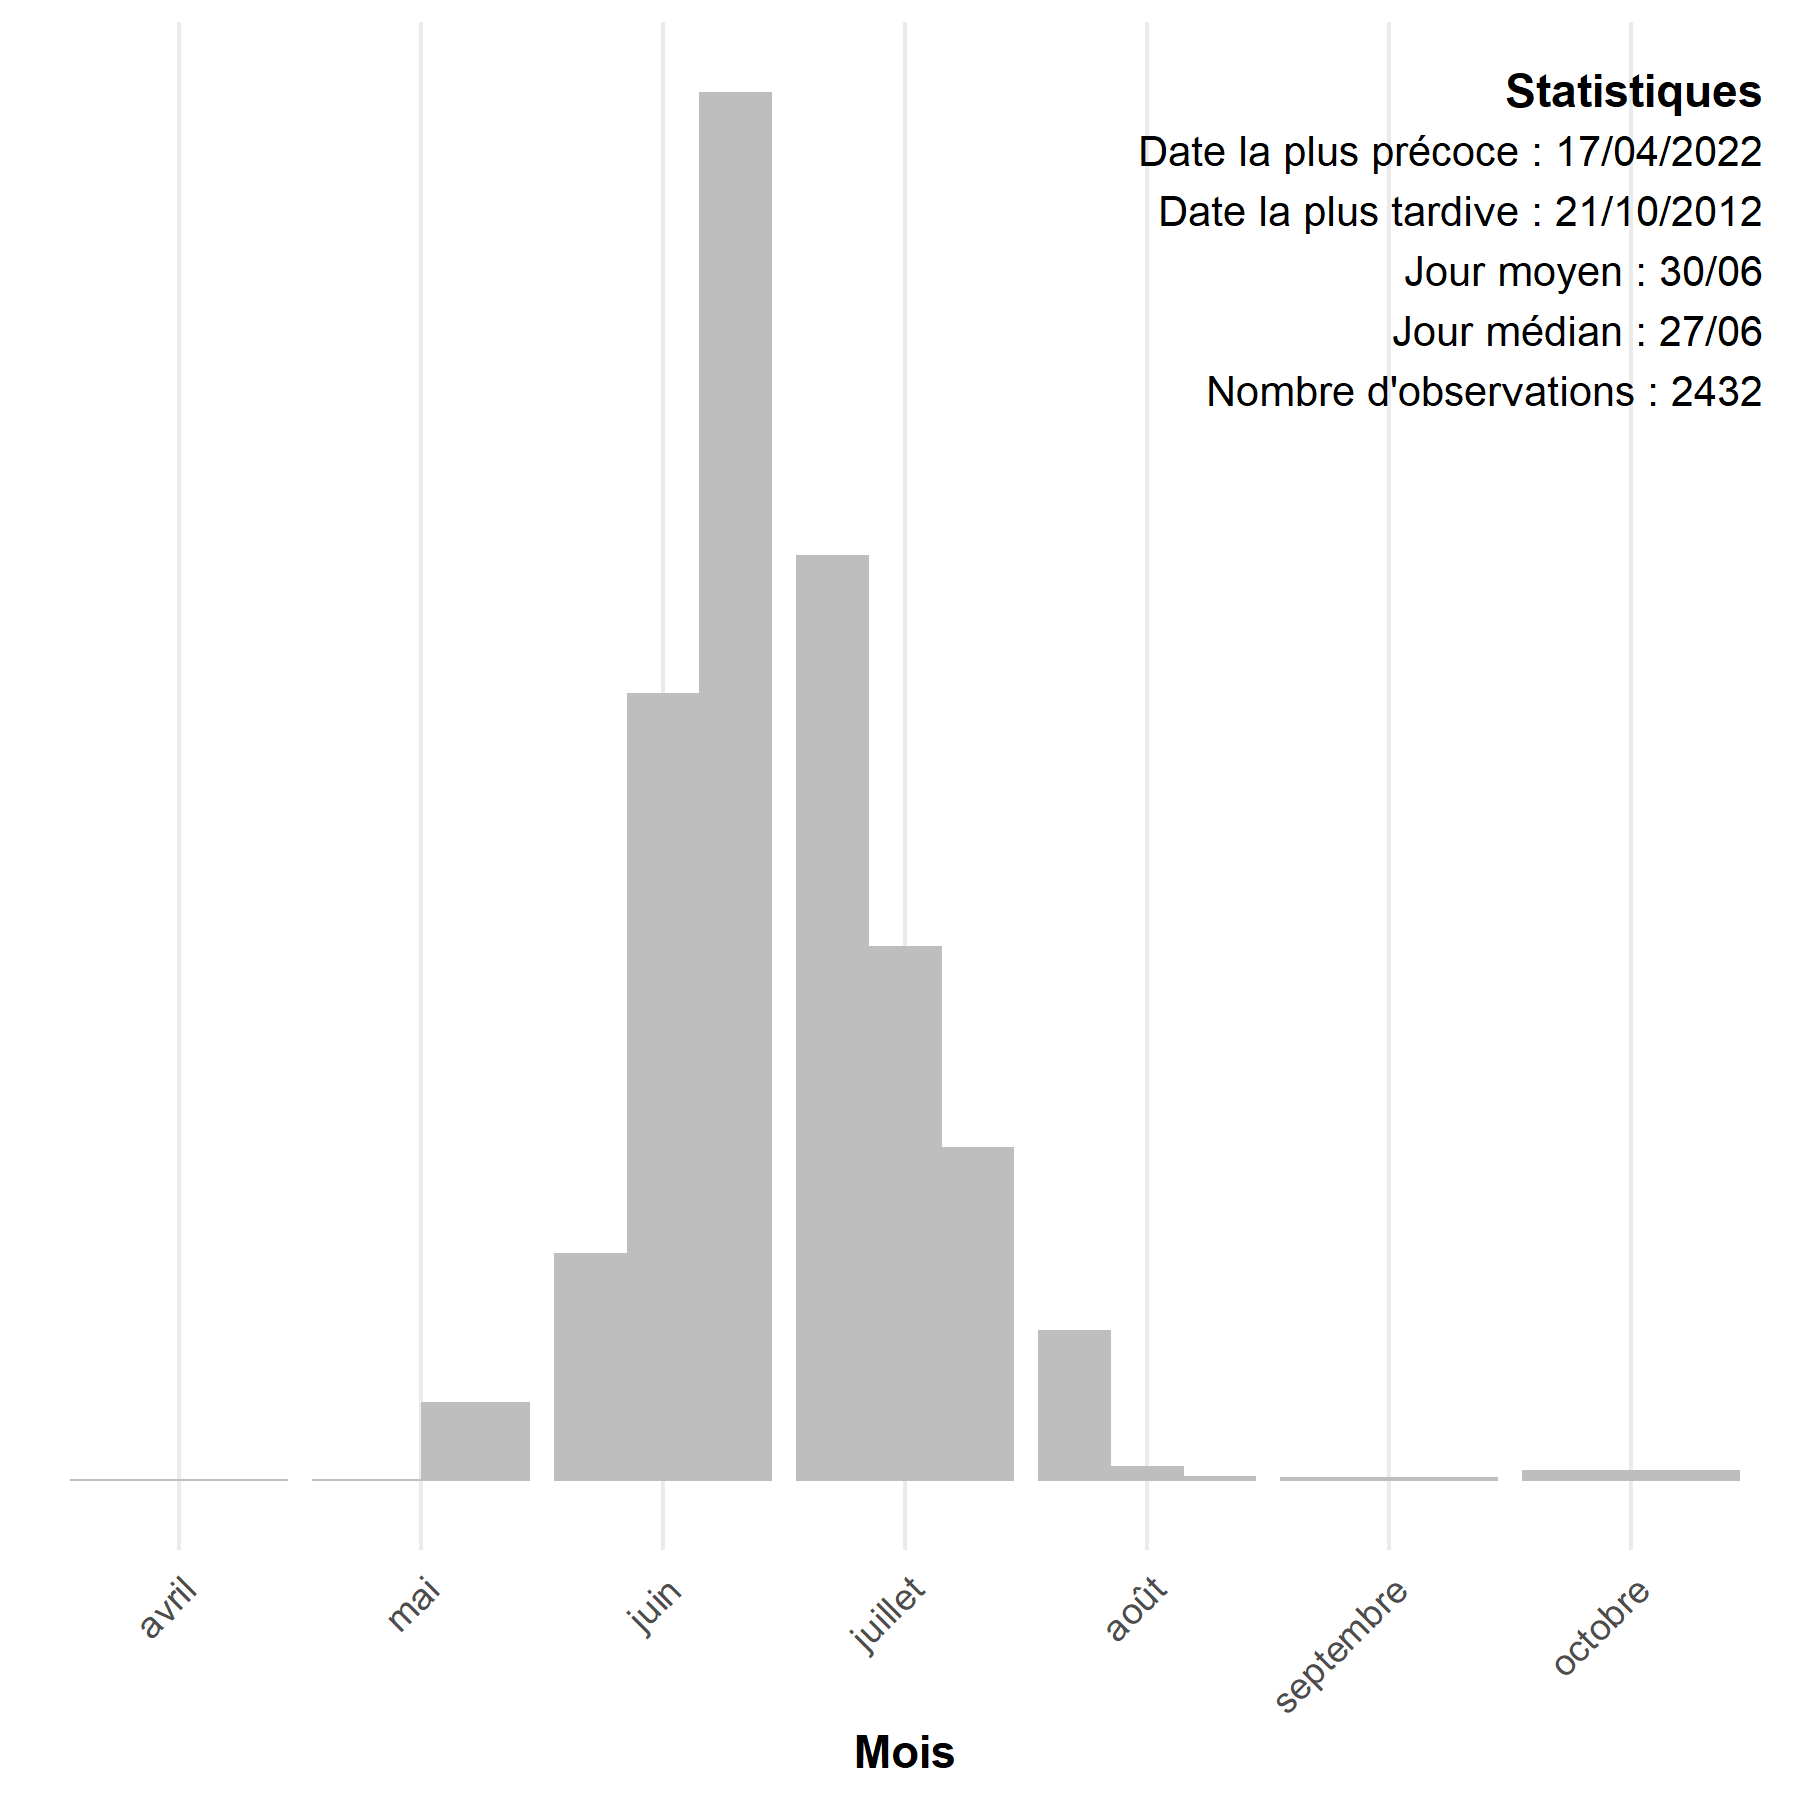 Statistiques
Date la plus précoce : 17/04/2022
Date la plus tardive : 21/10/2012
Jour moyen : 30/06
Jour médian : 27/06
Nombre d'observations : 2432
avril
mai
juin
juillet
août
septembre
octobre
Mois